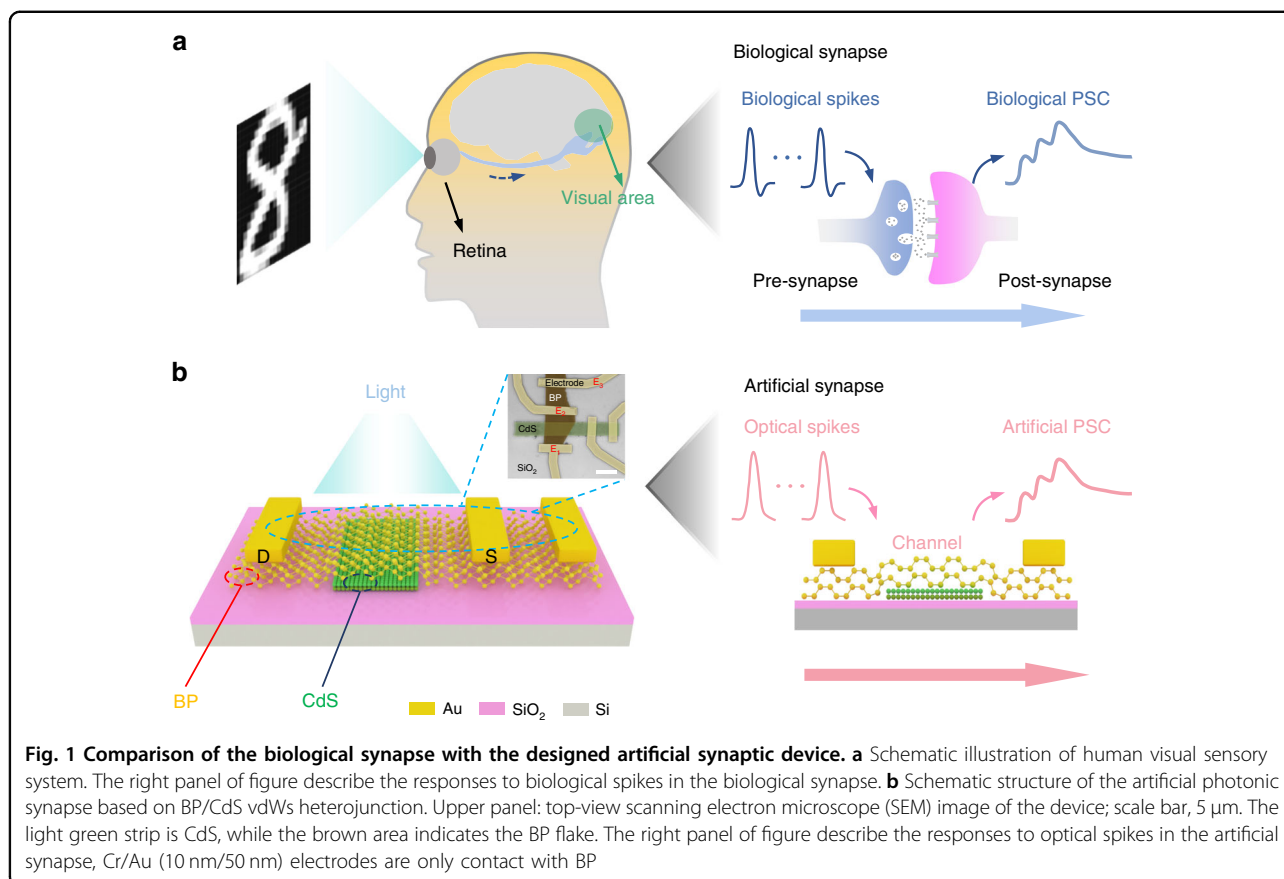 a
Biological synapse
Biological spikes
Biological PSC
Visual area
Retina
Pre-synapse
Post-synapse
b
Light
Electrode E3
BP
E2
CdS
E1
SiO2
D
S
BP
CdS
Au
SiO2
Si
Artificial synapse
Optical spikes
Artificial PSC
Channel
Fig. 1 Comparison of the biological synapse with the designed artificial synaptic device. a Schematic illustration of human visual sensory
system. The right panel of figure describe the responses to biological spikes in the biological synapse. b Schematic structure of the artificial photonic
synapse based on BP/CdS vdWs heterojunction. Upper panel: top-view scanning electron microscope (SEM) image of the device; scale bar, 5 μm. The
light green strip is CdS, while the brown area indicates the BP flake. The right panel of figure describe the responses to optical spikes in the artificial
synapse, Cr/Au (10 nm/50 nm) electrodes are only contact with BP